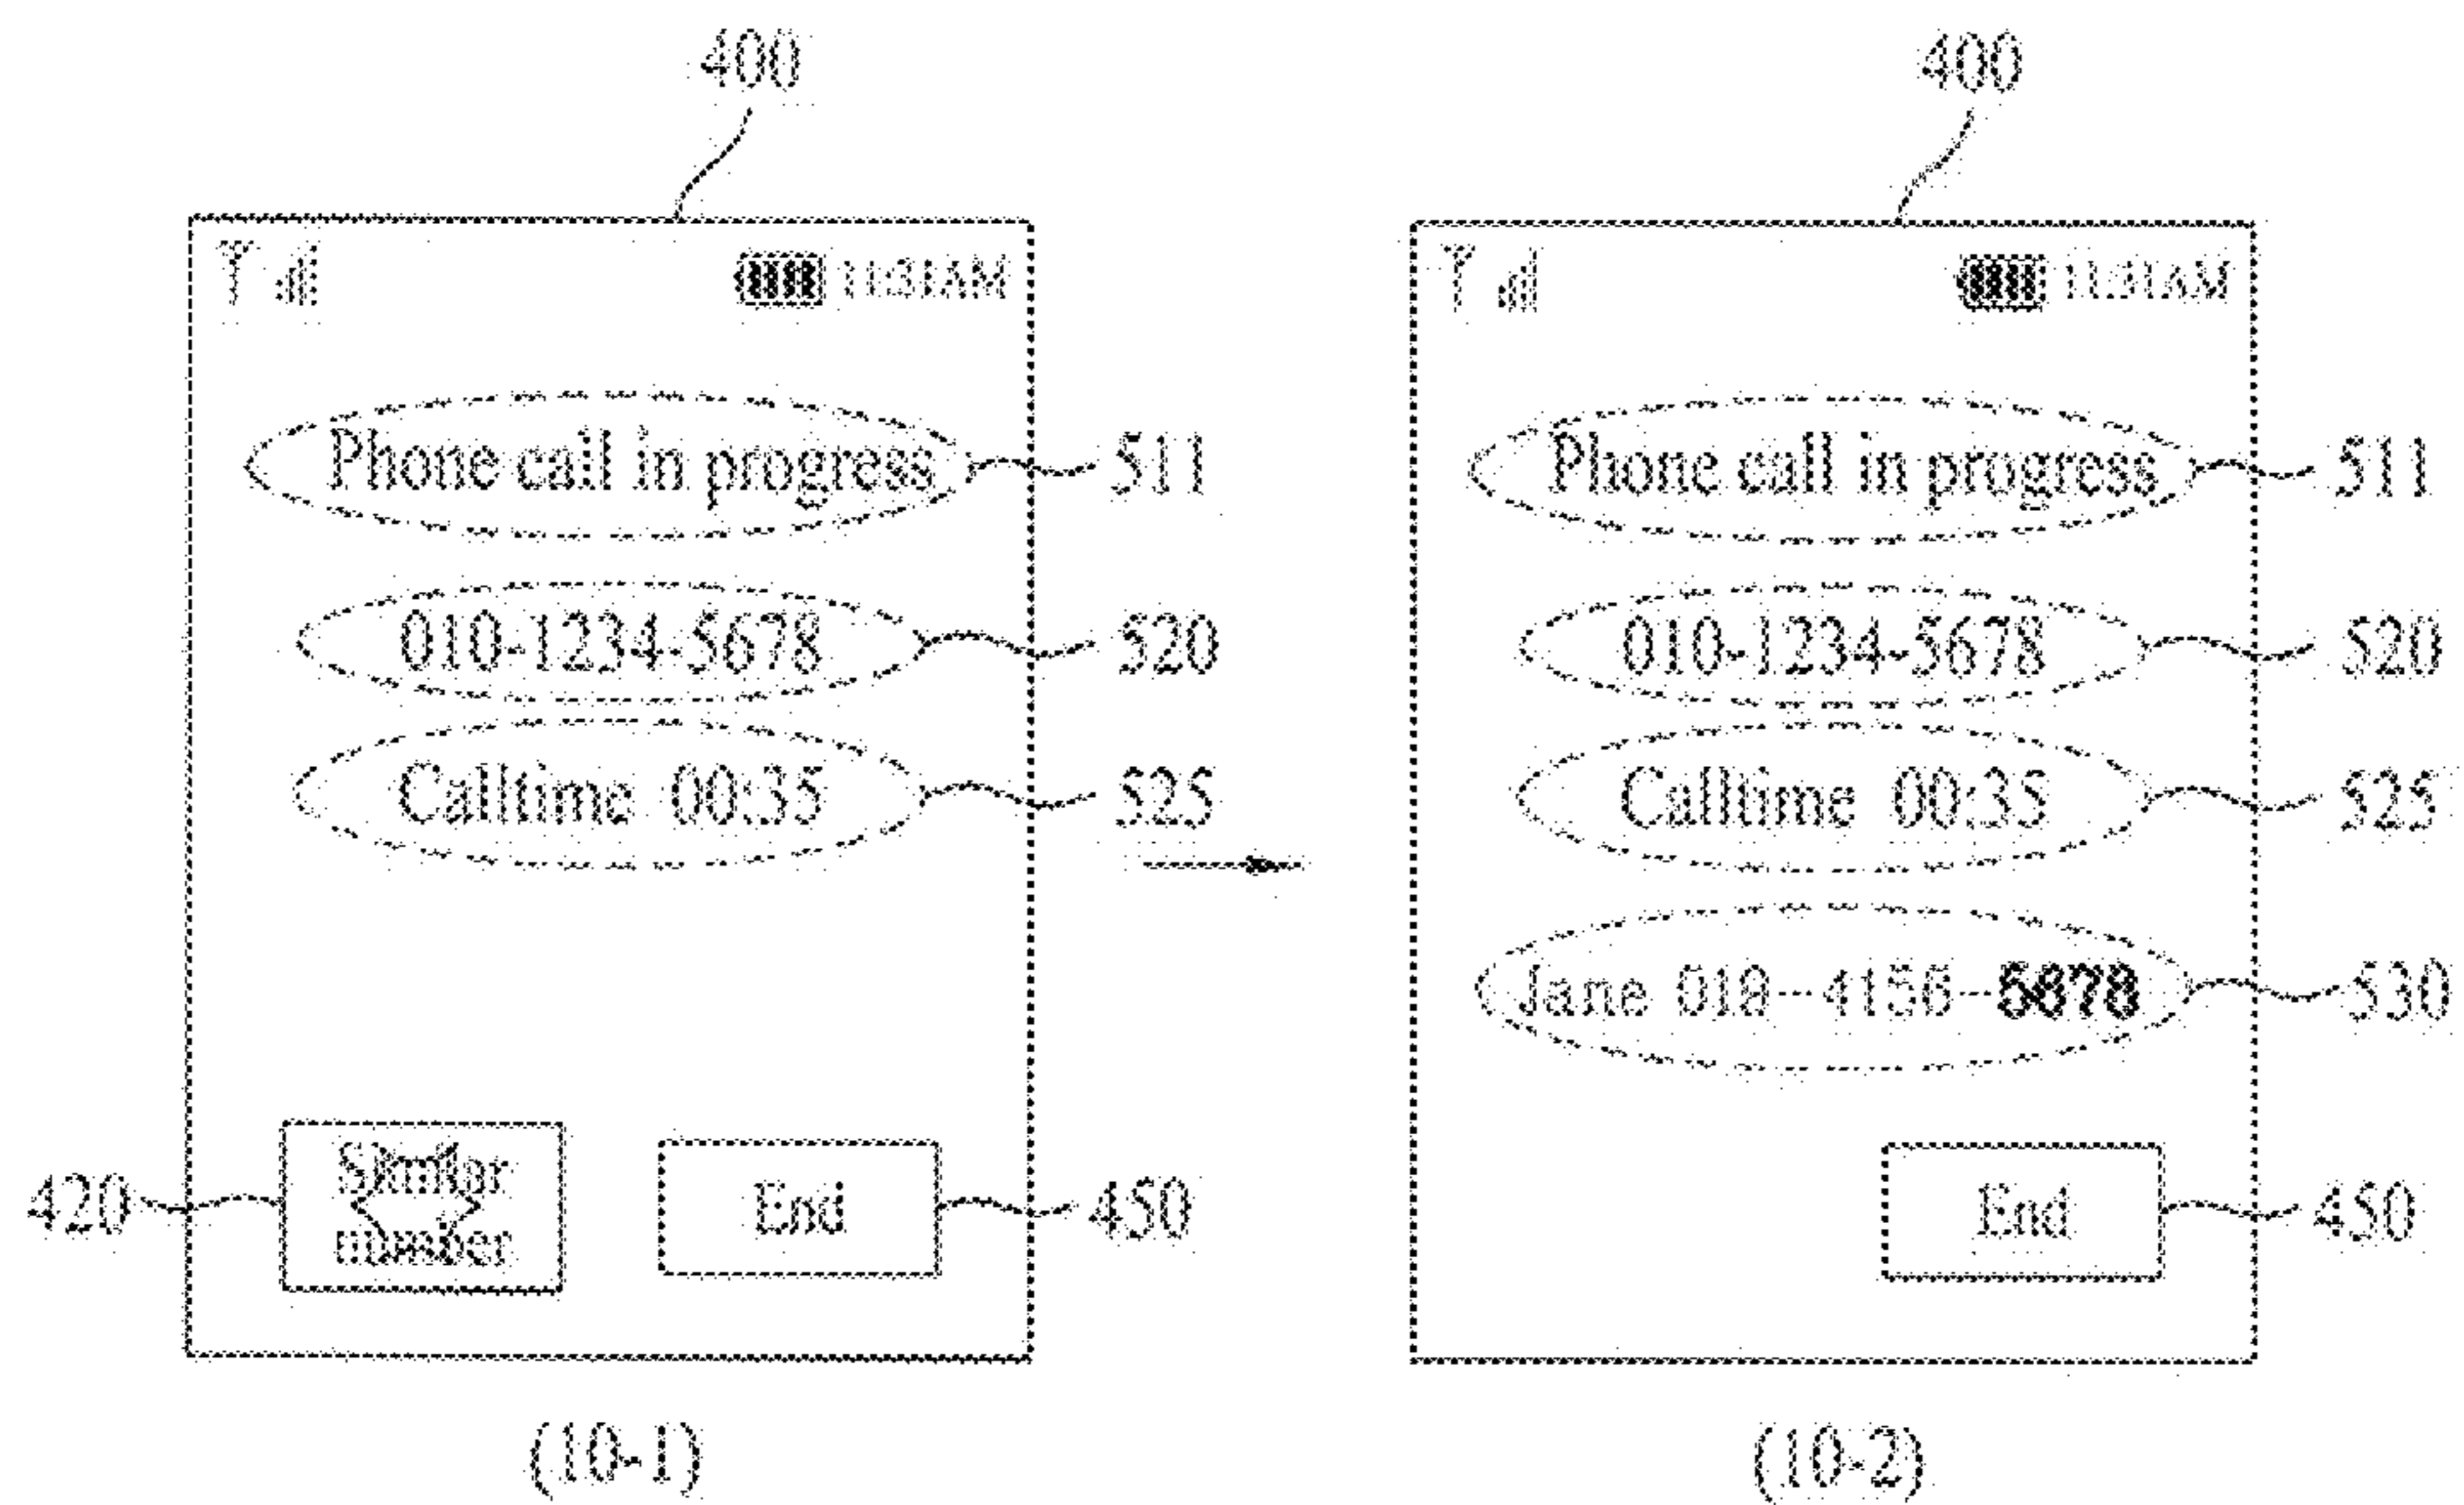 400
11:31AM
Phone call in progress
511
010-1234-5678
520
Calltime 00:35
525
Similar
number
420
End
450
(10-1)
400
11:31AM
Phone call in progress
511
010-1234-5678
520
Calltime 00:35
525
Jane 019-4156-5678
530
End
450
(10-2)